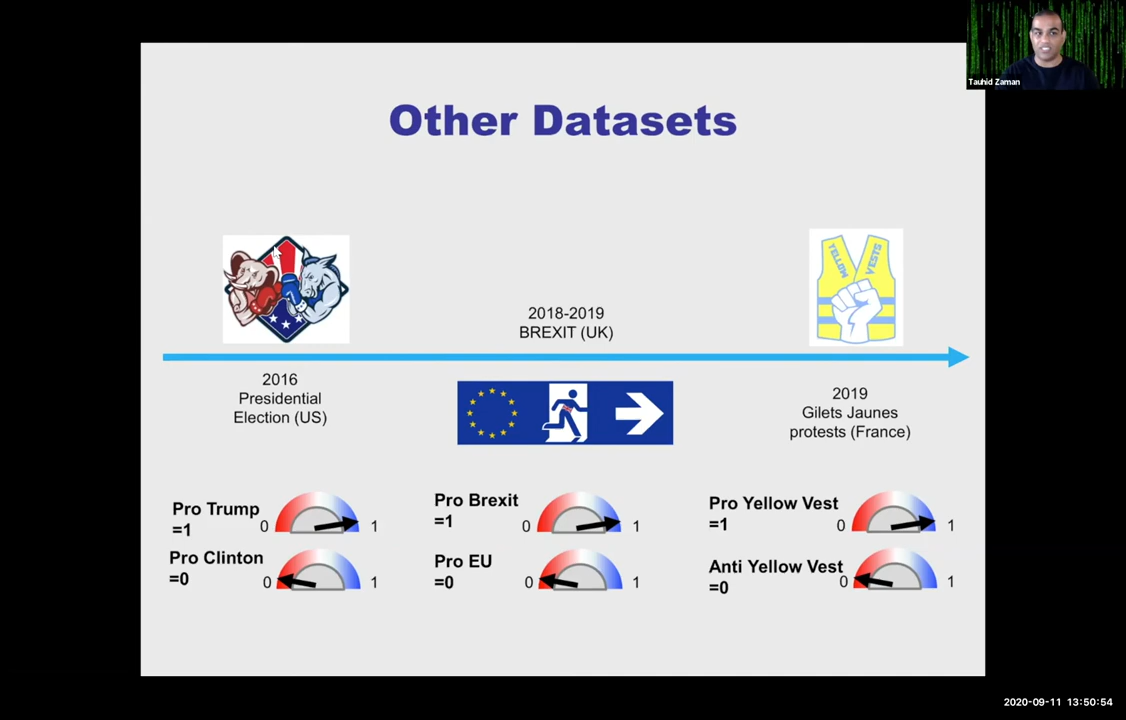 Tauhid Zaman
Other Datasets
YELLOW VESTS
2018-2019
BREXIT (UK)
2016
Presidential
Election (US)
2019
Gilets Jaunes
protests (France)
Pro Trump
=1
0
1
Pro Clinton
=0
0
1
Pro Brexit
=1
0
1
Pro EU
=0
0
1
Pro Yellow Vest
=1
0
1
Anti Yellow Vest
=0
0
1
2020-09-11 13:50:54